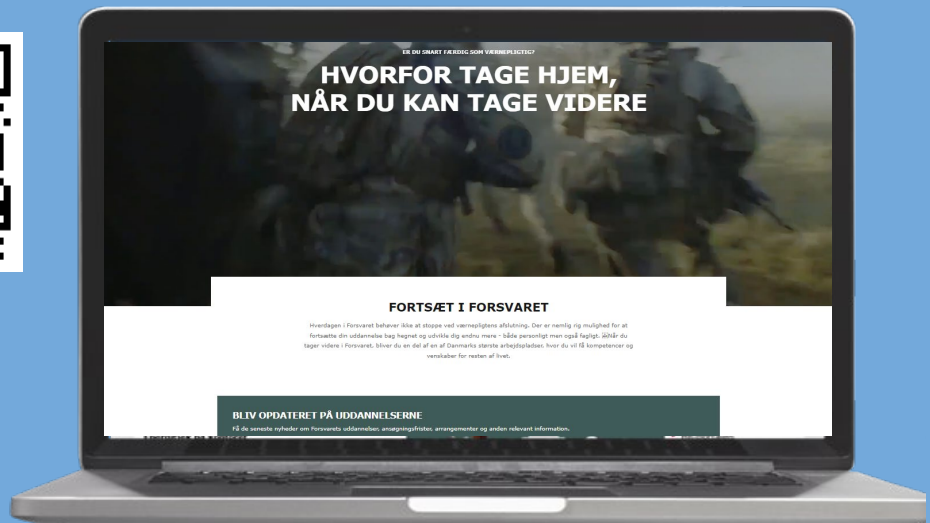 ER DU SNART FÆRDIG SOM VÆRNEPLIGTIG?
HVORFOR TAGE HJEM,
NÅR DU KAN TAGE VIDERE
FORTSÆT I FORSVARET
Hverdagen i Forsvaret behøver ikke at stoppe ved værnepligtens afslutning. Der er nemlig rig mulighed for at
fortsætte din uddannelse bag hegnet og udvikle dig endnu mere - både personligt men også fagligt. Når du
tager videre i Forsvaret, bliver du en del af en af Danmarks største arbejdspladser, hvor du vil få kompetencer og
venskaber for resten af livet.
BLIV OPDATERET PÅ UDDANNELSERNE
Få de seneste nyheder om Forsvarets uddannelser, ansøgningsfrister, arrangementer og anden relevant information.